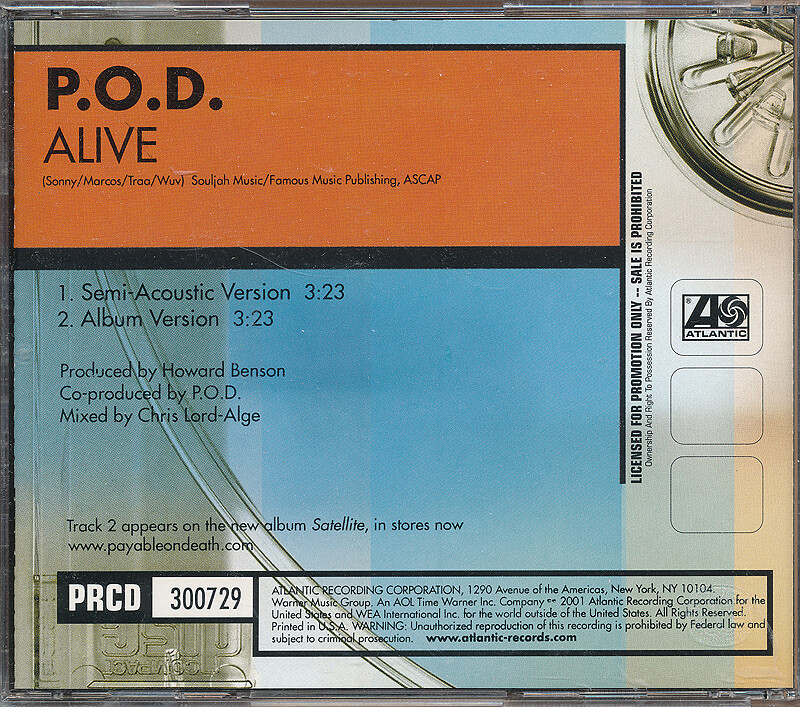 P.O.D.
ALIVE
(Sonny/Marcos/Traa/Wuv) Souljah Music/Famous Music Publishing, ASCAP
1. Semi-Acoustic Version 3:23
2. Album Version 3:23
Produced by Howard Benson
Co-produced by P.O.D.
Mixed by Chris Lord-Alge
Track 2 appears on the new album Satellite, in stores now
www.payableondeath.com
LICENSED FOR PROMOTION ONLY -- SALE IS PROHIBITED
Ownership And Right To Possession Reserved By Atlantic Recording Corporation
®
A
ATLANTIC
PRCD 300729
ATLANTIC RECORDING CORPORATION, 1290 Avenue of the Americas, New York, NY 10104.
Warner Music Group. An AOL Time Warner Inc. Company ℗© 2001 Atlantic Recording Corporation for the
United States and WEA International Inc. for the world outside of the United States. All Rights Reserved.
Printed in U.S.A. WARNING: Unauthorized reproduction of this recording is prohibited by Federal law and
subject to criminal prosecution. www.atlantic-records.com
COMPACT